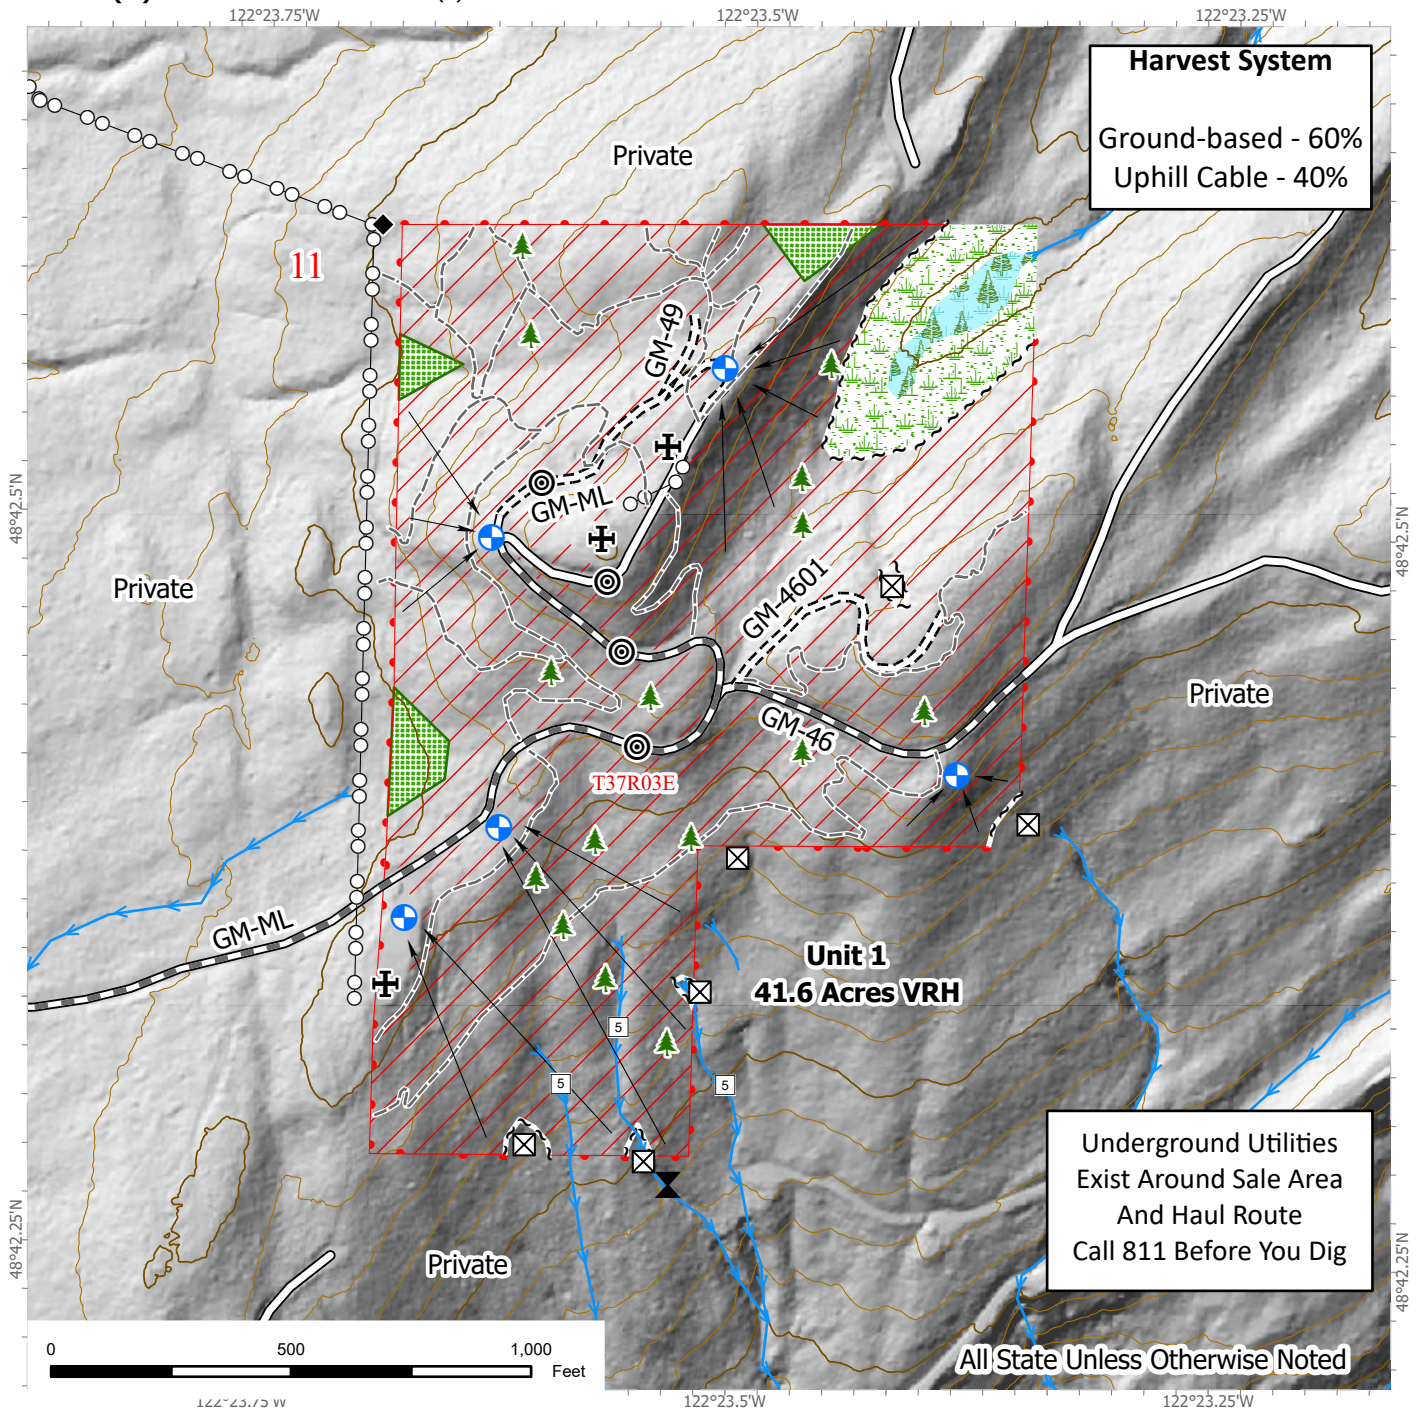 122°23.75'W
122°23.5'W
122°23.25'W
Harvest System
Ground-based - 60%
Uphill Cable - 40%
Private
11
GM-49
48°42.5'N
GM-ML
48°42.5'N
GM-4601
Private
Private
GM-46
T37R03E
GM-ML
Unit 1
41.6 Acres VRH
5
5
5
Underground Utilities
Exist Around Sale Area
And Haul Route
Call 811 Before You Dig
48°42.25'N
48°42.25'N
Private
0 500 1,000
Feet
All State Unless Otherwise Noted
122°23.75'W
122°23.5'W
122°23.25'W